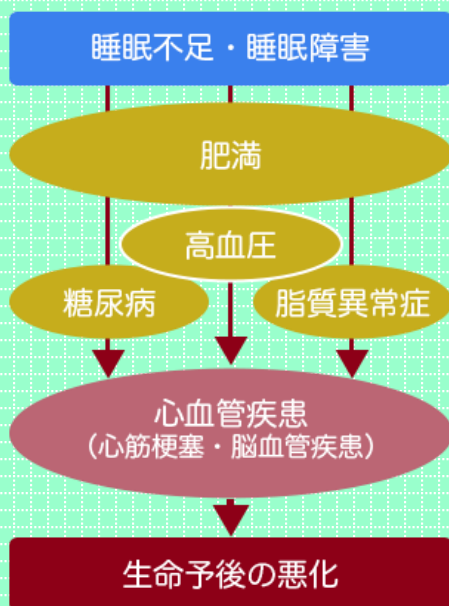 睡眠不足・睡眠障害
肥満
高血圧
糖尿病
脂質異常症
心血管疾患
（心筋梗塞・脳血管疾患）
生命予後の悪化